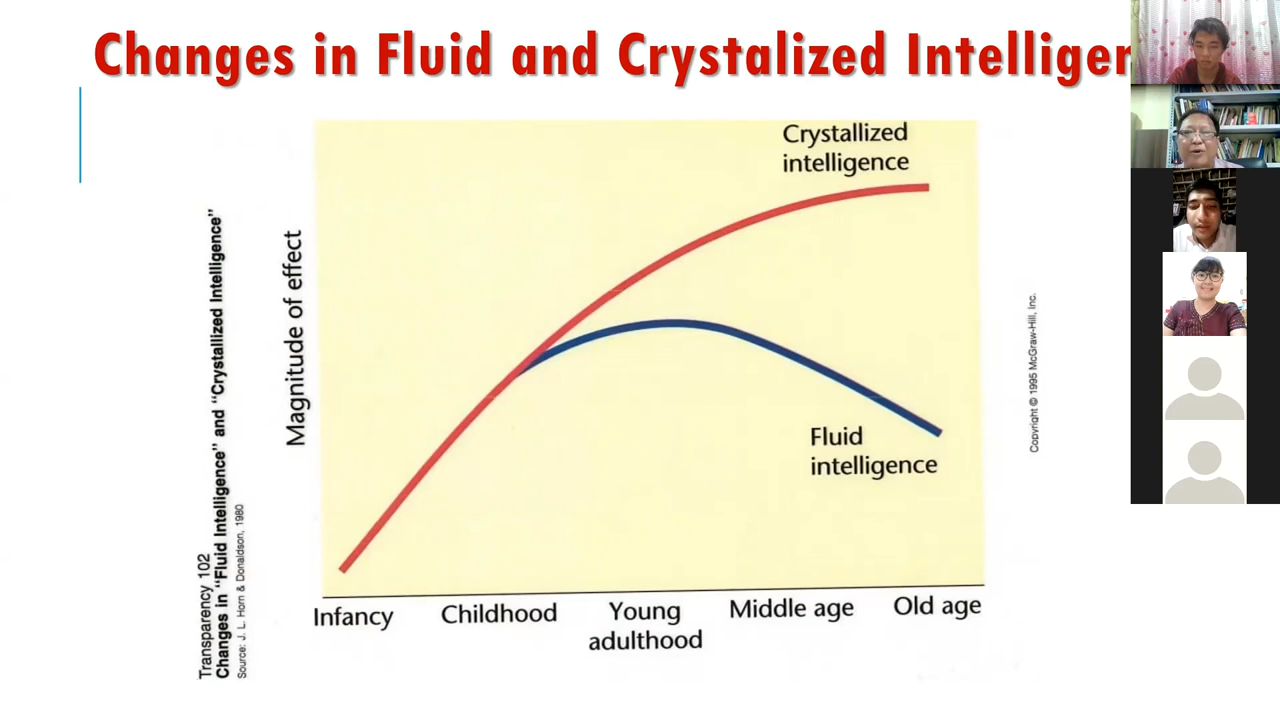 Changes in Fluid and Crystalized Intelligen
Crystallized
intelligence
Magnitude of effect
Fluid
intelligence
Infancy
Childhood
Young
adulthood
Middle age
Old age
Transparency 102
Changes in "Fluid Intelligence" and "Crystallized Intelligence"
Source: J. L. Horn & Donaldson, 1980
Copyright © 1995 McGraw-Hill, Inc.